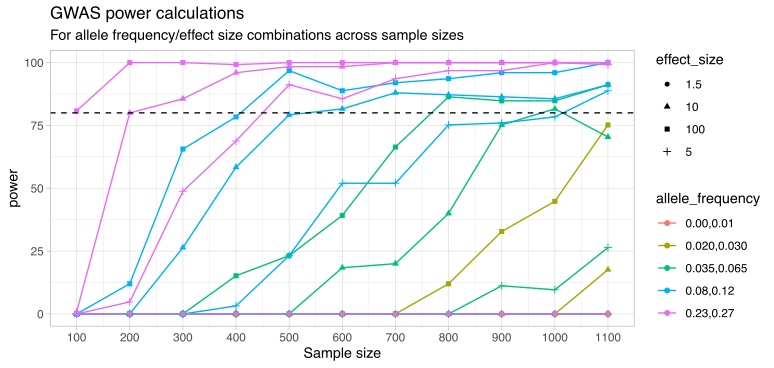 GWAS power calculations
For allele frequency/effect size combinations across sample sizes
100
75
50
25
0
power
100 200 300 400 500 600 700 800 900 1000 1100
Sample size
effect_size
1.5
10
100
5
allele_frequency
0.00,0.01
0.020,0.030
0.035,0.065
0.08,0.12
0.23,0.27